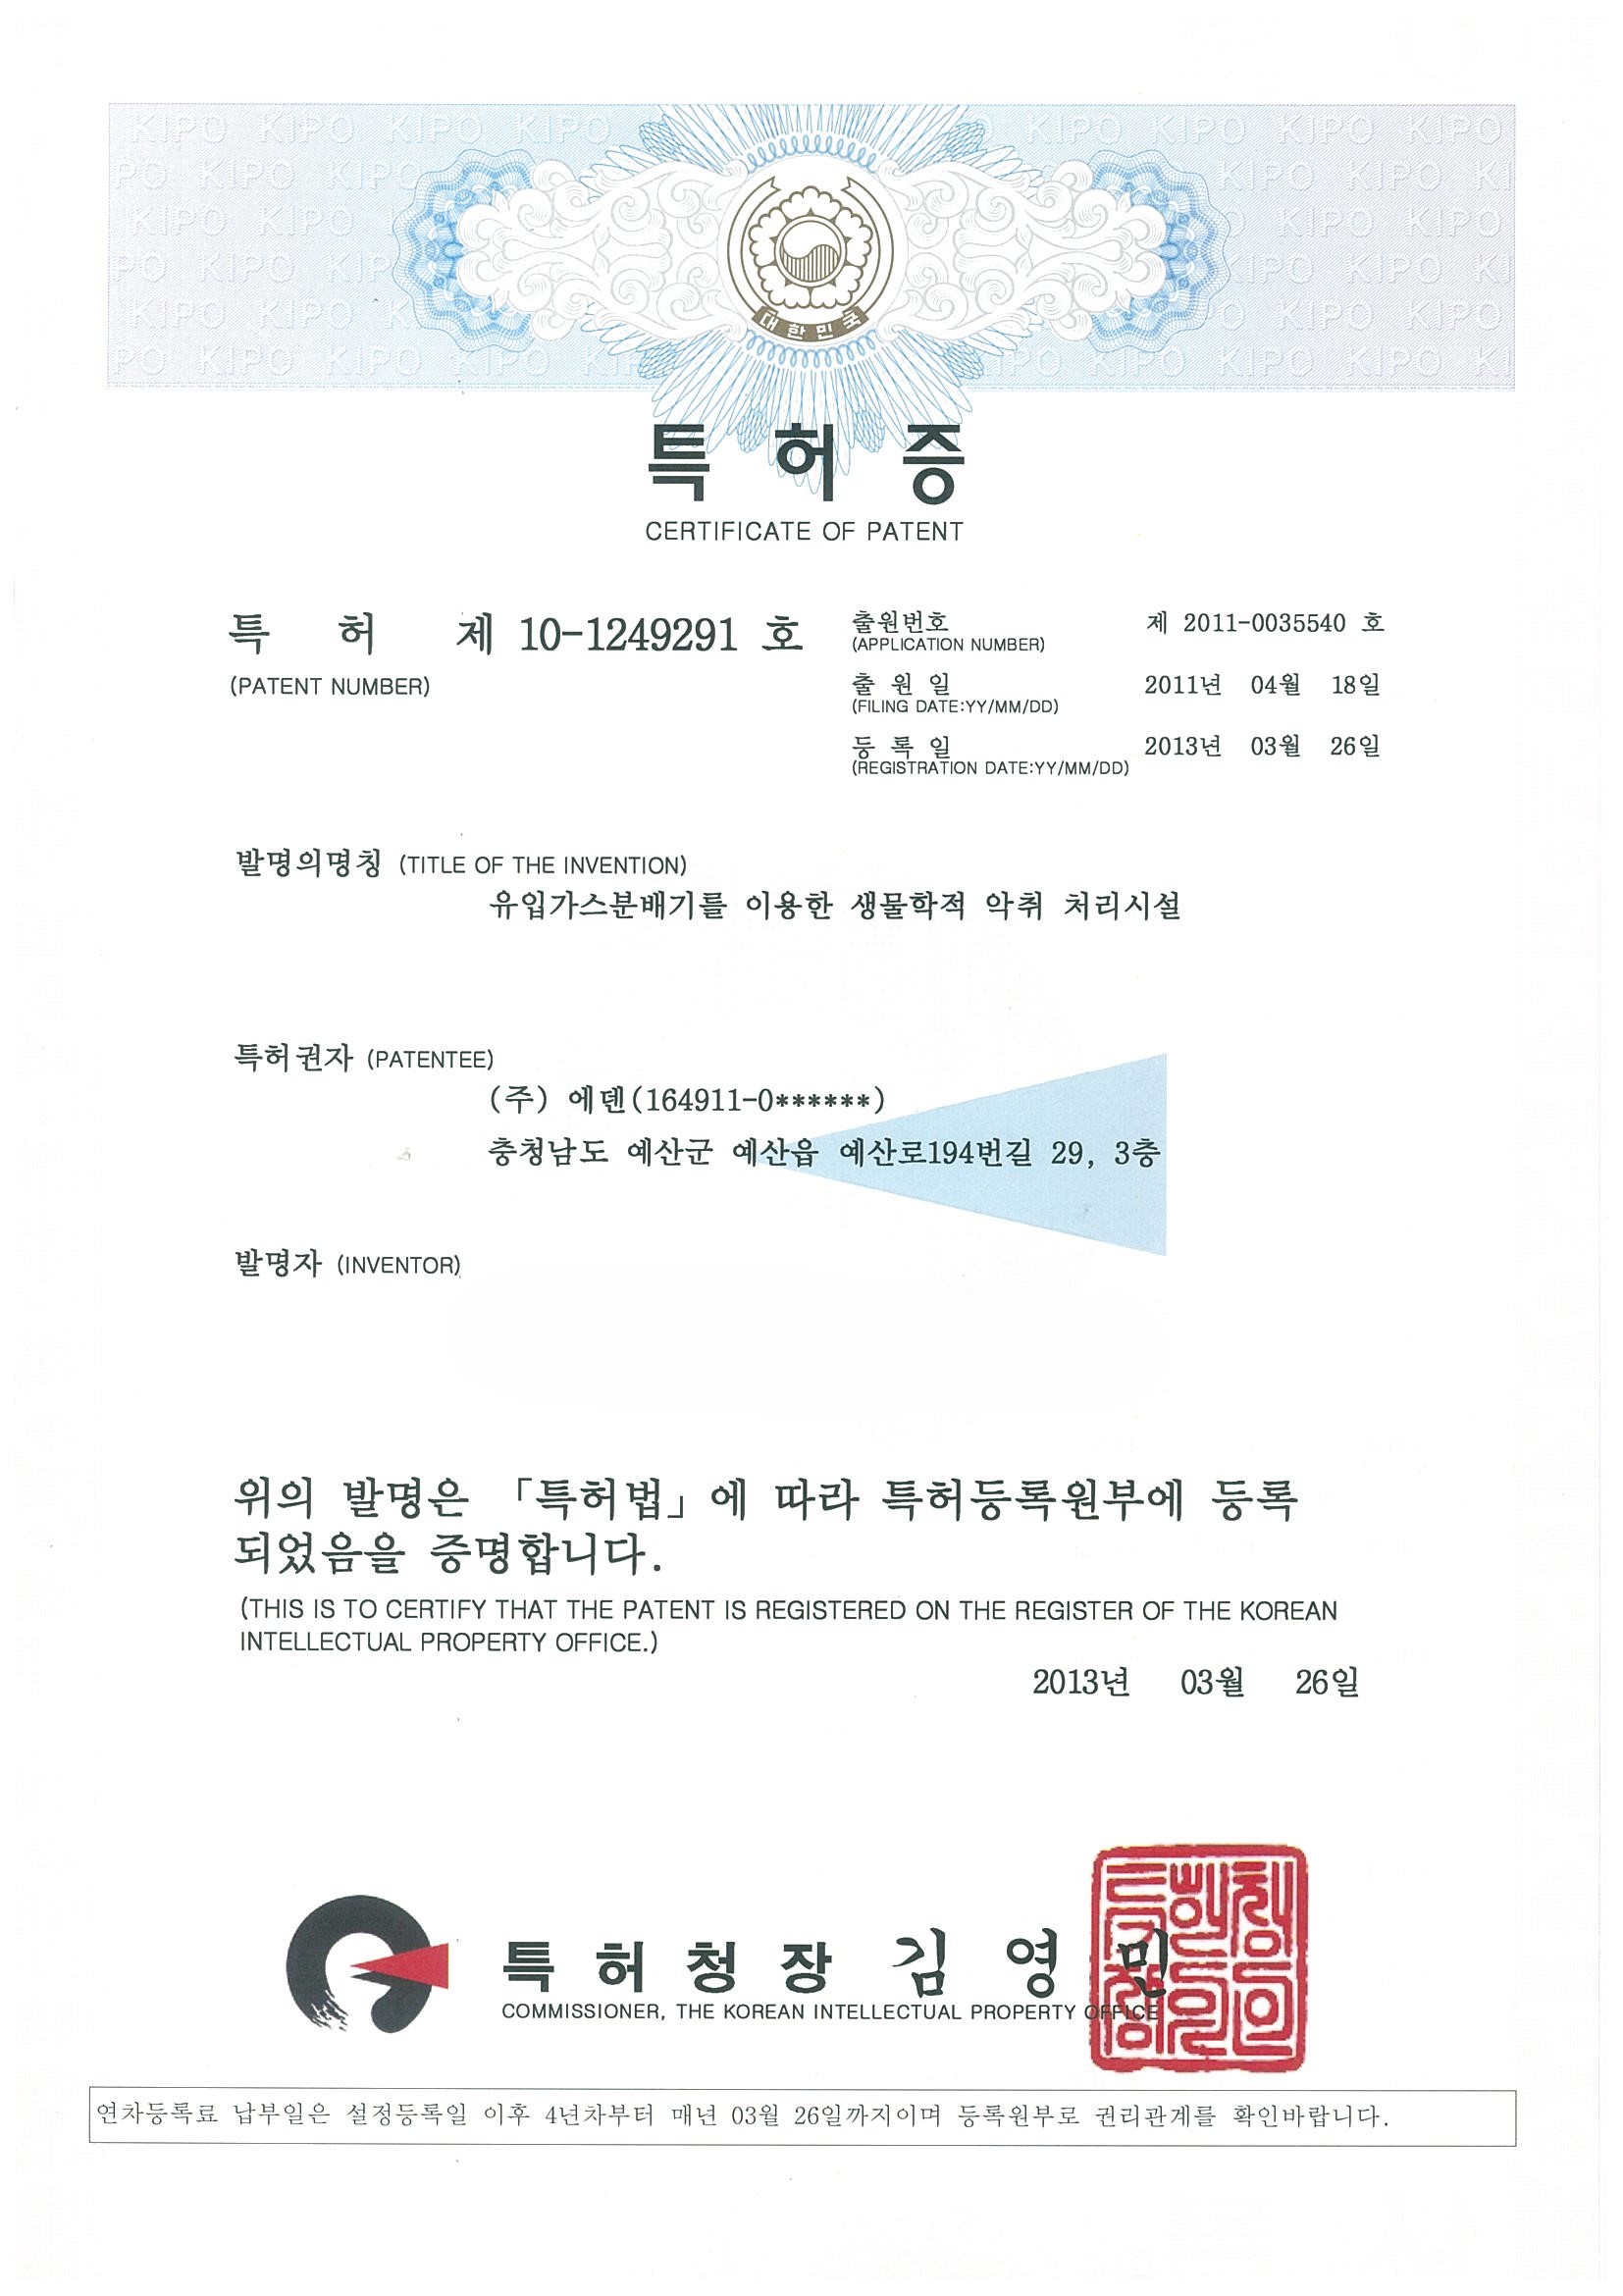 대한민국
특 허 증
CERTIFICATE OF PATENT
특 허 제 10-1249291 호
(PATENT NUMBER)
출원번호 제 2011-0035540 호
(APPLICATION NUMBER)
출 원 일 2011년 04월 18일
(FILING DATE:YY/MM/DD)
등 록 일 2013년 03월 26일
(REGISTRATION DATE:YY/MM/DD)
발명의명칭 (TITLE OF THE INVENTION)
유입가스분배기를 이용한 생물학적 악취 처리시설
특허권자 (PATENTEE)
(주) 에덴(164911-0******)
충청남도 예산군 예산읍 예산로194번길 29, 3층
발명자 (INVENTOR)
위의 발명은 「특허법」에 따라 특허등록원부에 등록
되었음을 증명합니다.
(THIS IS TO CERTIFY THAT THE PATENT IS REGISTERED ON THE REGISTER OF THE KOREAN
INTELLECTUAL PROPERTY OFFICE.)
2013년 03월 26일
특 허 청 장 김 영 민
COMMISSIONER, THE KOREAN INTELLECTUAL PROPERTY OFFICE
연차등록료 납부일은 설정등록일 이후 4년차부터 매년 03월 26일까지이며 등록원부로 권리관계를 확인바랍니다.